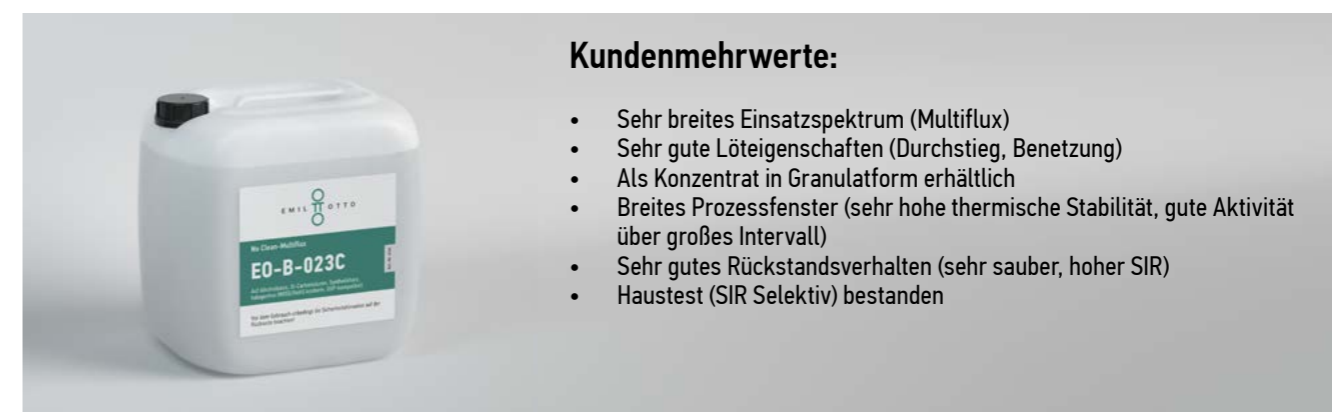 Kundenmehrwerte:
• Sehr breites Einsatzspektrum (Multiflux)
• Sehr gute Löteigenschaften (Durchstieg, Benetzung)
• Als Konzentrat in Granulatform erhältlich
• Breites Prozessfenster (sehr hohe thermische Stabilität, gute Aktivität
über großes Intervall)
• Sehr gutes Rückstandsverhalten (sehr sauber, hoher SIR)
• Haustest (SIR Selektiv) bestanden
EMIL OTTO
No Clean-Multiflux
EO-B-023C